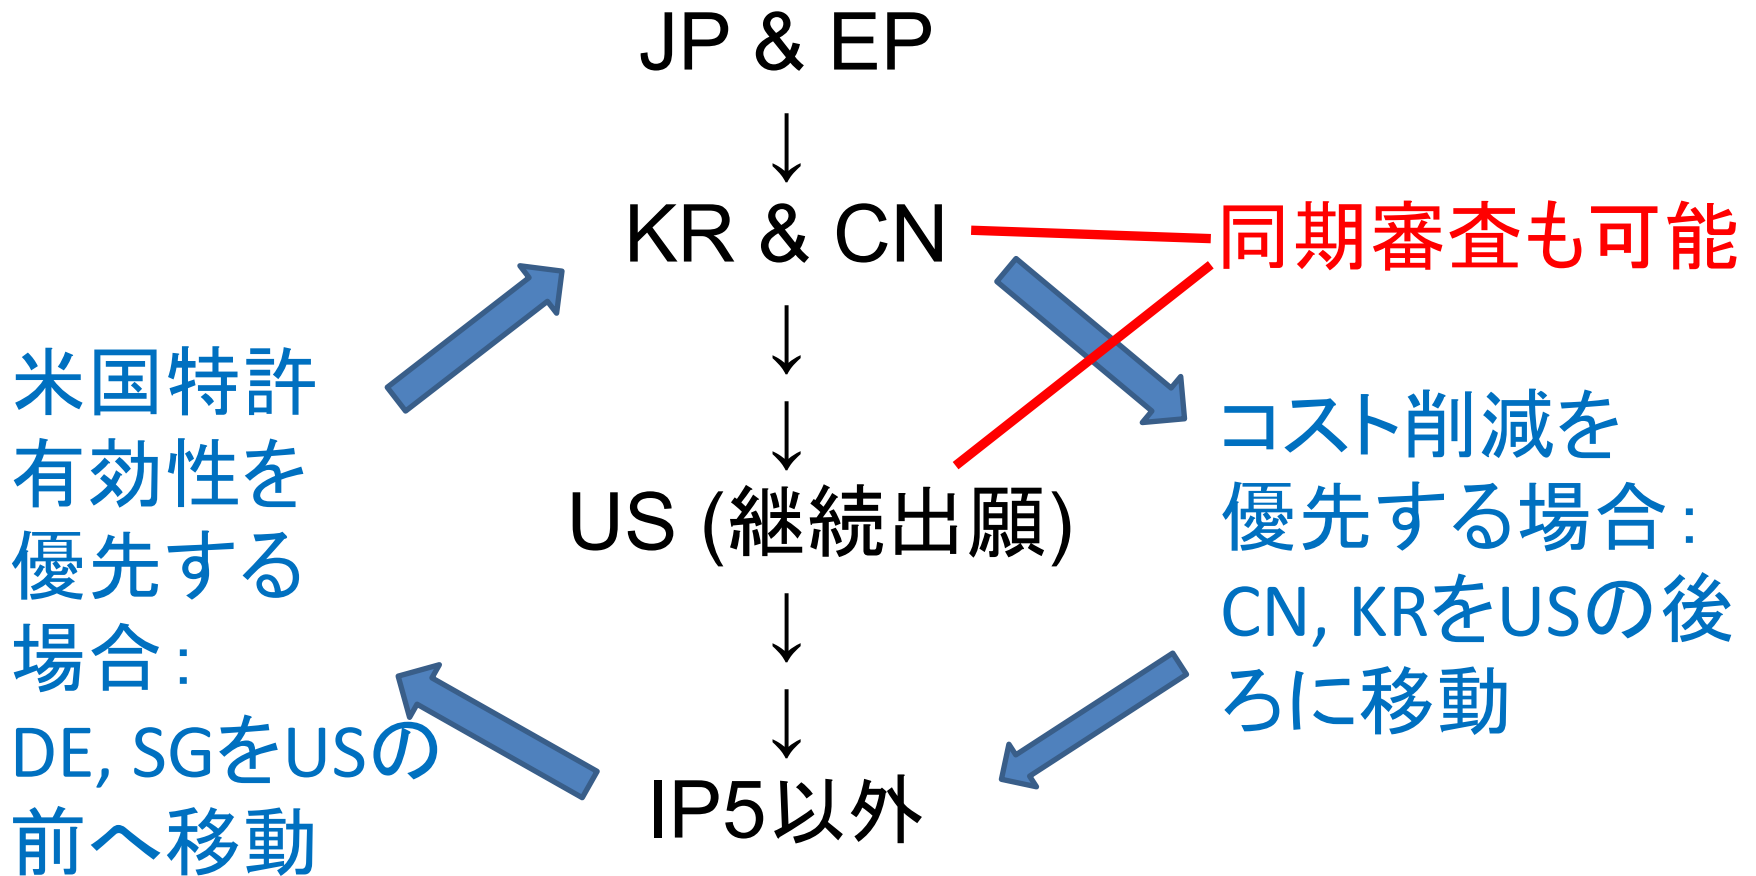 JP & EP
↓
KR & CN
同期審査も可能
↓
↓
US (継続出願)
↓
↓
IP5以外
米国特許
有効性を
優先する
場合：
DE, SGをUSの
前へ移動
コスト削減を
優先する場合：
CN, KRをUSの後
ろに移動